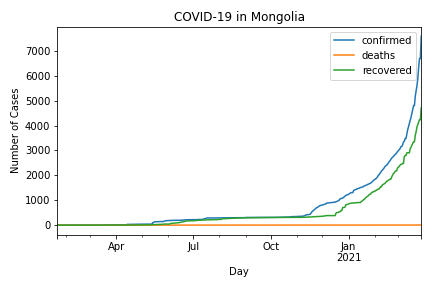 COVID-19 in Mongolia
confirmed
deaths
recovered
Number of Cases
7000
6000
5000
4000
3000
2000
1000
0
Apr
Jul
Oct
Jan
2021
Day